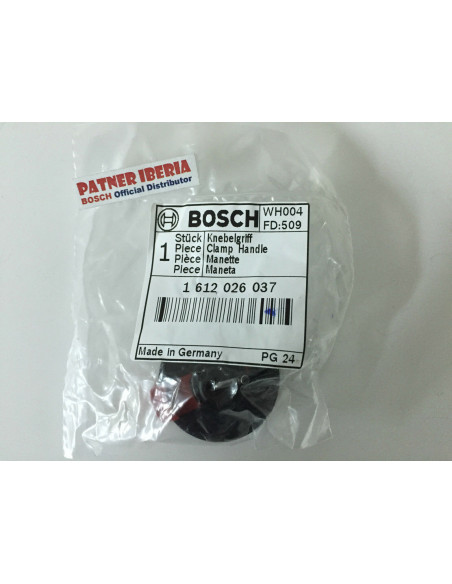 PATNER IBERIA
BOSCH Official Distributor
BOSCH
WH004
FD:509
1
Stück Knebelgriff
Piece Clamp Handle
Pièce Manette
Piece Maneta
1 612 026 037
Made in Germany
PG 24